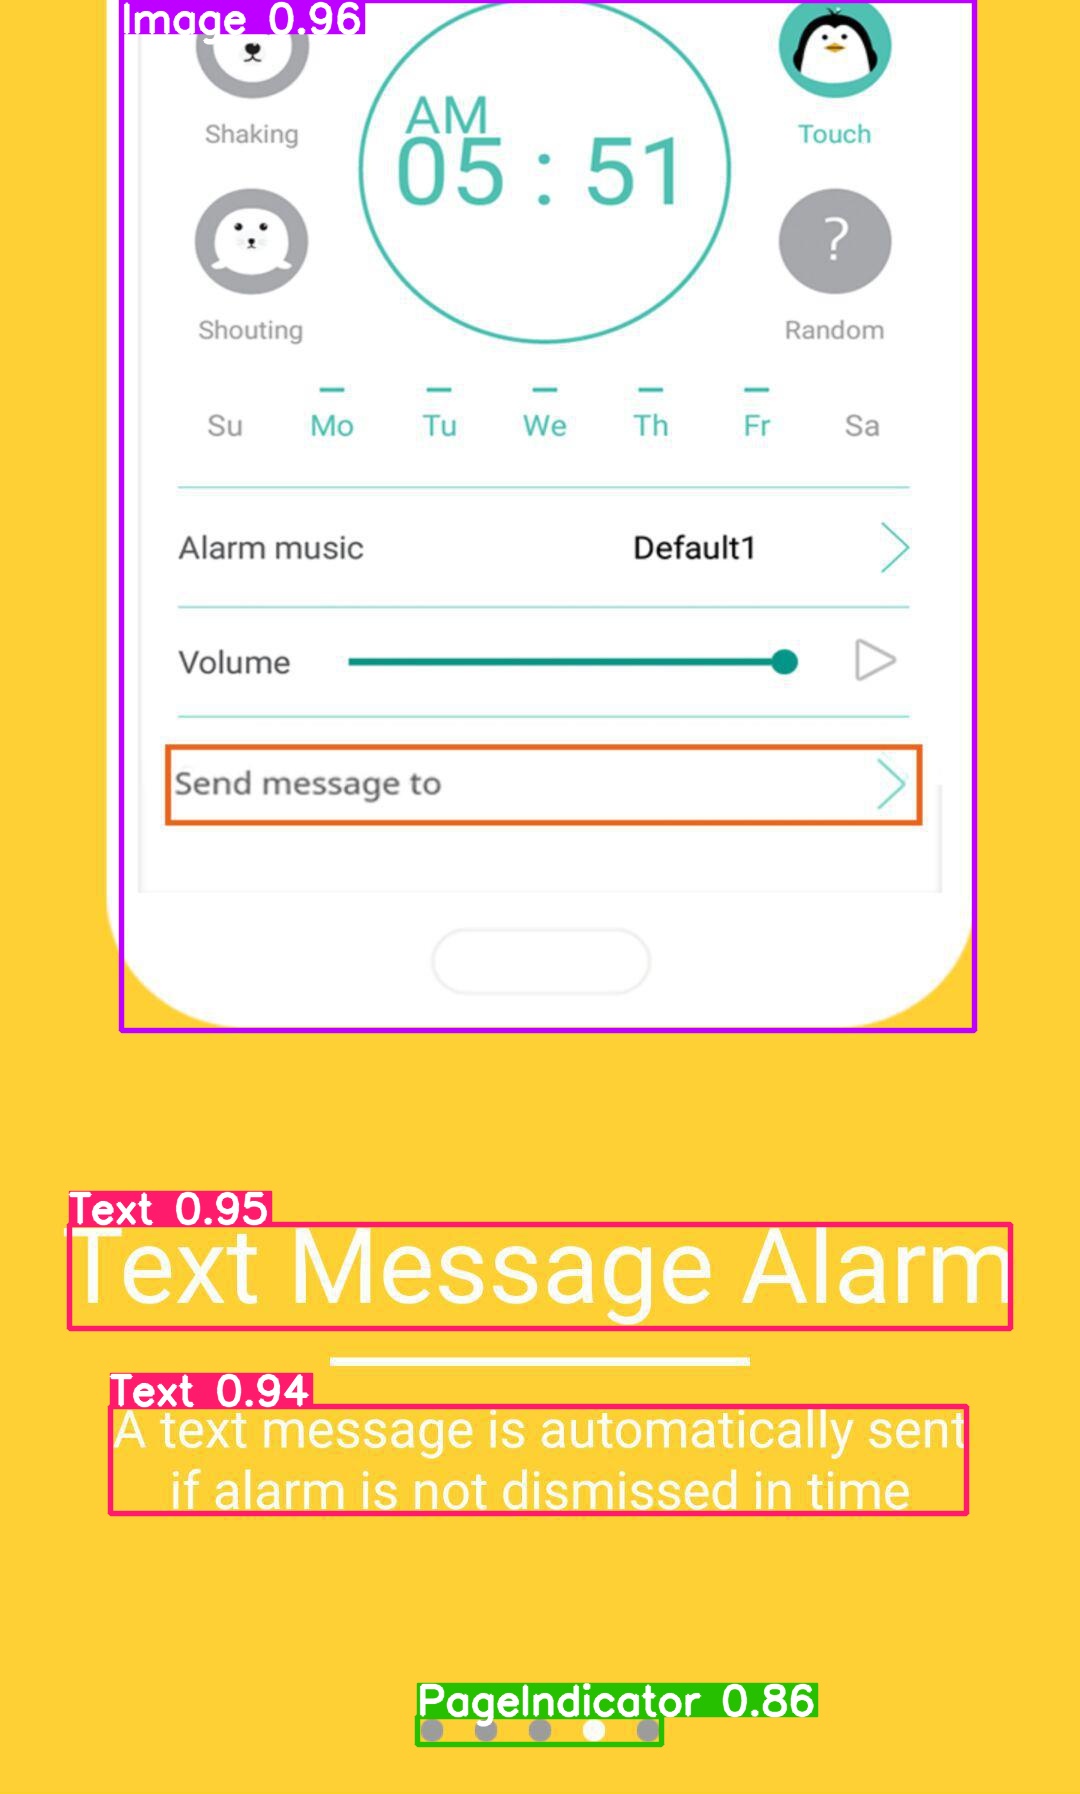 Image 0.96
Shaking
AM
05 : 51
Touch
Shouting
?
Random
Su Mo Tu We Th Fr Sa
Alarm music Default1
Volume
Send message to
Text 0.95
Text Message Alarm
Text 0.94
A text message is automatically sent
if alarm is not dismissed in time
PageIndicator 0.86